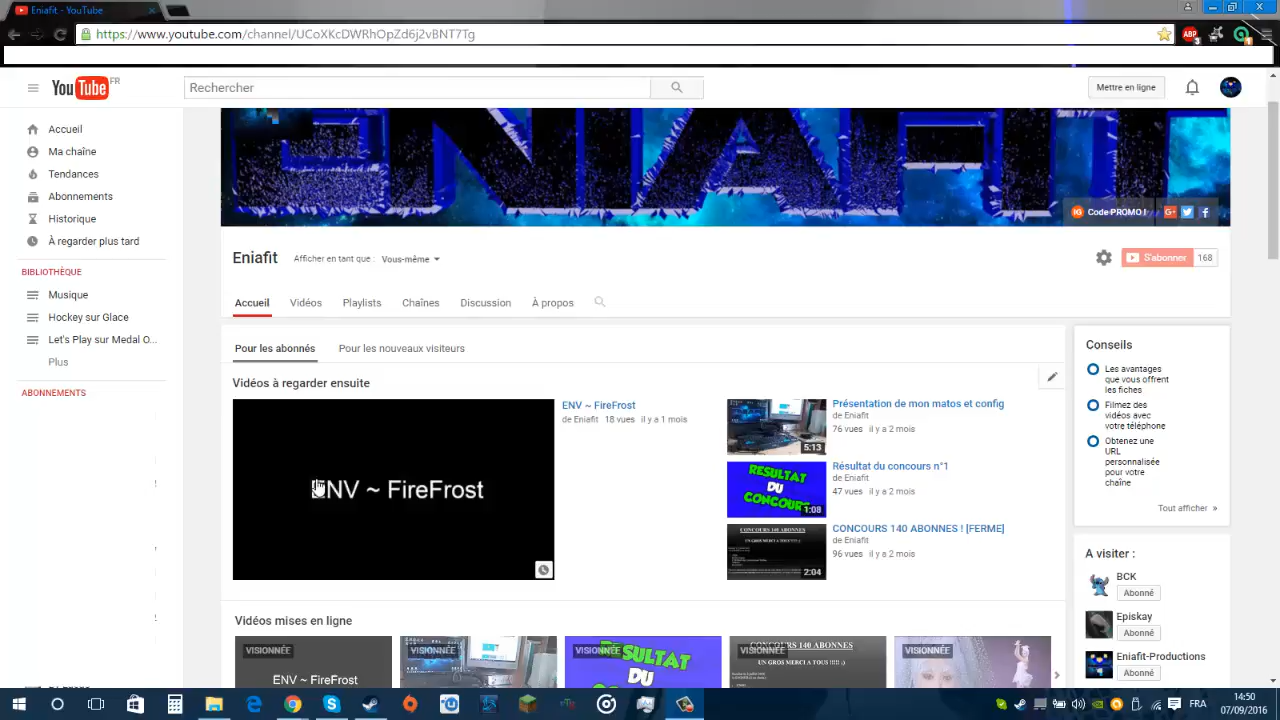 Eniafit - YouTube
https://www.youtube.com/channel/UCoXKcDWRhOpZd6j2vBNT7Tg
YouTube FR
Rechercher
Mettre en ligne
Accueil
Ma chaîne
Tendances
Abonnements
Historique
À regarder plus tard
BIBLIOTHÈQUE
Musique
Hockey sur Glace
Let's Play sur Medal O...
Plus
ABONNEMENTS
ENIAFIT
Code PROMO !
Eniafit
Afficher en tant que : Vous-même
S'abonner 168
Accueil Vidéos Playlists Chaînes Discussion À propos
Pour les abonnés Pour les nouveaux visiteurs
Vidéos à regarder ensuite
ENV ~ FireFrost
ENV ~ FireFrost
de Eniafit 18 vues il y a 1 mois
5:13
Présentation de mon matos et config
de Eniafit
76 vues il y a 2 mois
RESULTAT
DU
CONCOURS
1:08
Résultat du concours n°1
de Eniafit
47 vues il y a 2 mois
CONCOURS 140 ABONNES
UN GROS MERCI A TOUS !!!!! :)
2:04
CONCOURS 140 ABONNES ! [FERME]
de Eniafit
96 vues il y a 2 mois
Vidéos mises en ligne
VISIONNÉE
ENV ~ FireFrost
VISIONNÉE
VISIONNÉE
RESULTAT
VISIONNÉE
CONCOURS 140 ABONNES
UN GROS MERCI A TOUS !!!!! :)
VISIONNÉE
Conseils
Les avantages
que vous offrent
les fiches
Filmez des
vidéos avec
votre téléphone
Obtenez une
URL
personnalisée
pour votre
chaîne
Tout afficher »
A visiter :
BCK
Abonné
Episkay
Abonné
Eniafit-Productions
Abonné
FRA
14:50
07/09/2016